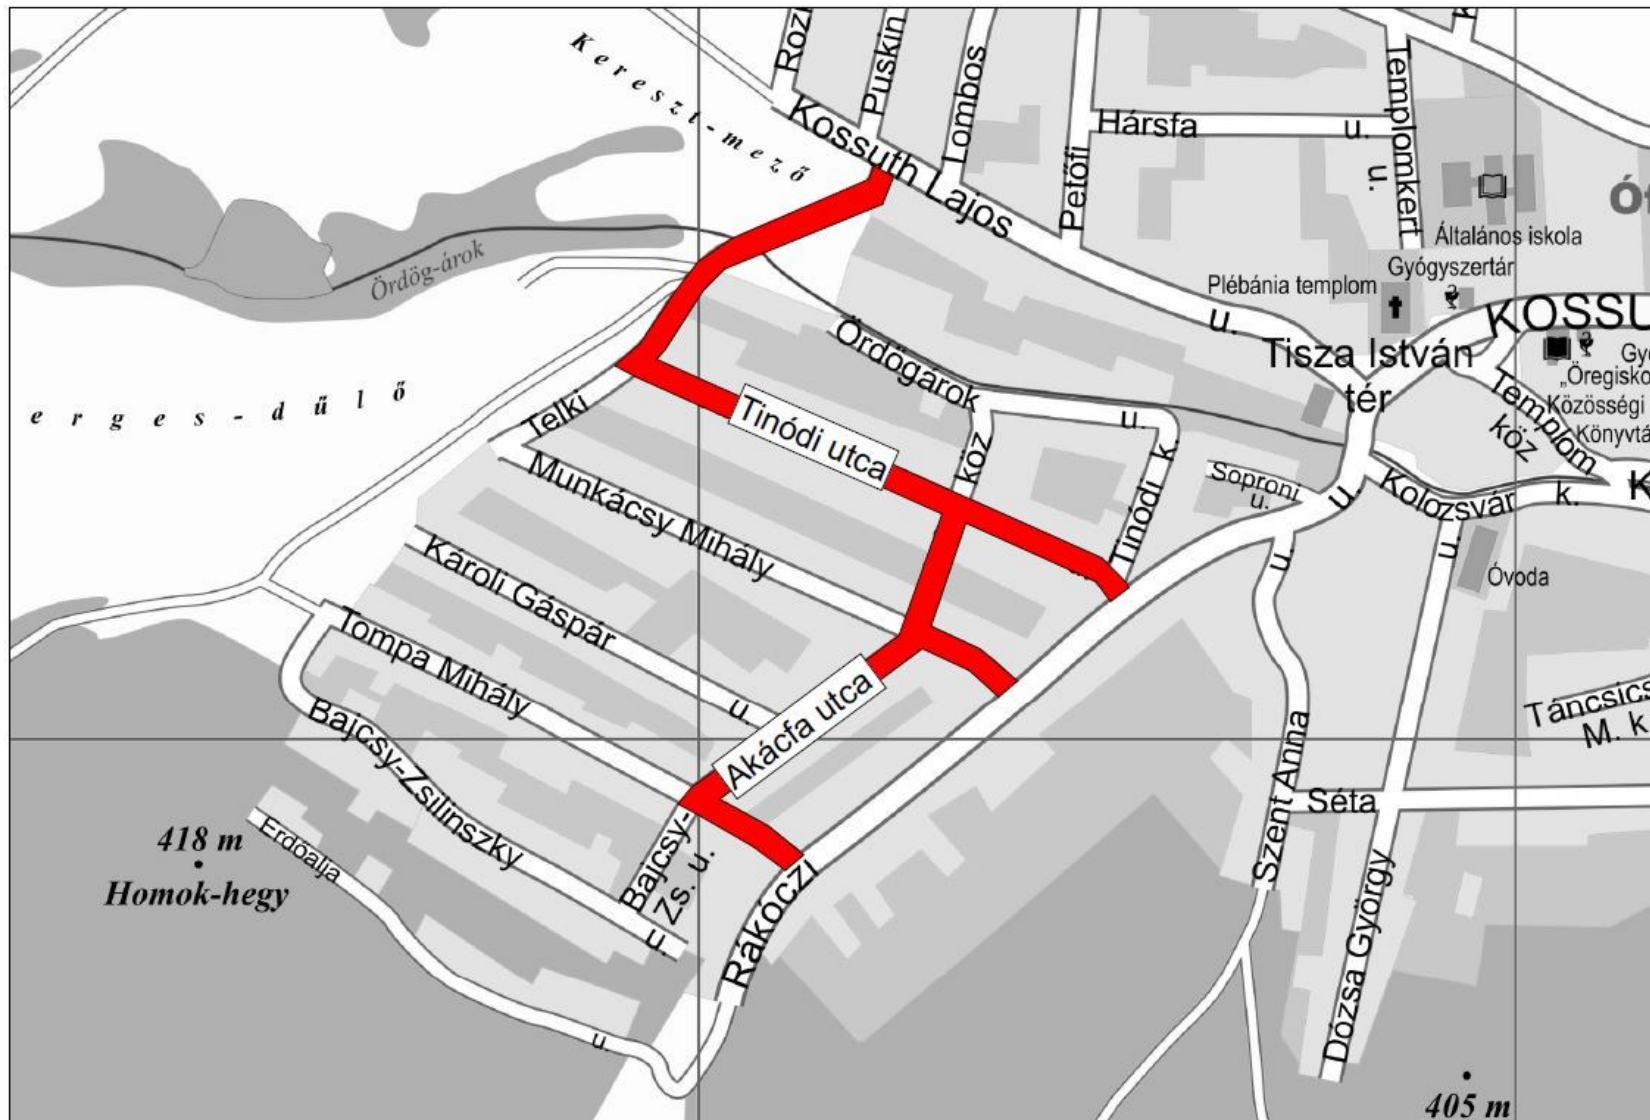 Rozn
Puskin
Lombos
Petőfi
Kereszt-mező
Kossuth Lajos
u.
Hársfa
u.
Templomkert
u.
Általános iskola
Gyógyszertár
Plébánia templom
KOSSU
Tisza István
tér
„Öregisko
Közösségi
Könyvtá
Templom
köz
Ördög-árok
erges-dűlő
Ördögárok
u.
köz
Tinódi k.
Telki
Tinódi utca
Soproni
u.
Kolozsvár
k.
K
u.
Munkácsy Mihály
Károli Gáspár
u.
Tompa Mihály
Akácfa utca
u.
u.
Óvoda
Táncsics
M. k
Bajcsy-Zsilinszky
u.
Bajcsy-
Zs. u.
Rákóczi
Szent Anna
Séta
Dózsa György
418 m
Homok-hegy
Erdőalja
u.
405 m